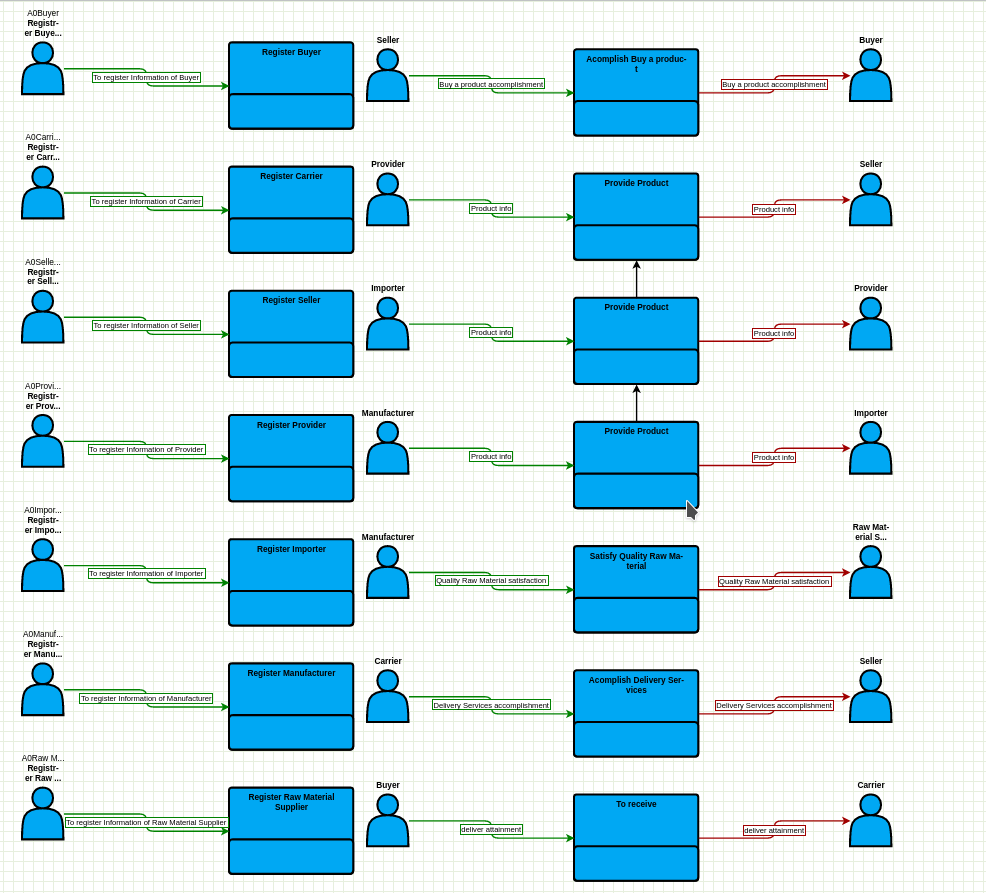 A0Buyer
Registr-
er Buye...
To register Information of Buyer
Register Buyer
Seller
Buy a product accomplishment
Acomplish Buy a produc-
t
Buy a product accomplishment
Buyer
A0Carri...
Registr-
er Carr...
To register Information of Carrier
Register Carrier
Provider
Product info
Provide Product
Product info
Seller
A0Selle...
Registr-
er Sell...
To register Information of Seller
Register Seller
Importer
Product info
Provide Product
Product info
Provider
A0Provi...
Registr-
er Prov...
To register Information of Provider
Register Provider
Manufacturer
Product info
Provide Product
Product info
Importer
A0Impor...
Registr-
er Impo...
To register Information of Importer
Register Importer
Manufacturer
Quality Raw Material satisfaction
Satisfy Quality Raw Ma-
terial
Quality Raw Material satisfaction
Raw Mat-
erial S...
A0Manuf...
Registr-
er Manu...
To register Information of Manufacturer
Register Manufacturer
Carrier
Delivery Services accomplishment
Acomplish Delivery Ser-
vices
Delivery Services accomplishment
Seller
A0Raw M...
Registr-
er Raw ...
To register Information of Raw Material Supplier
Register Raw Material
Supplier
Buyer
deliver attainment
To receive
deliver attainment
Carrier